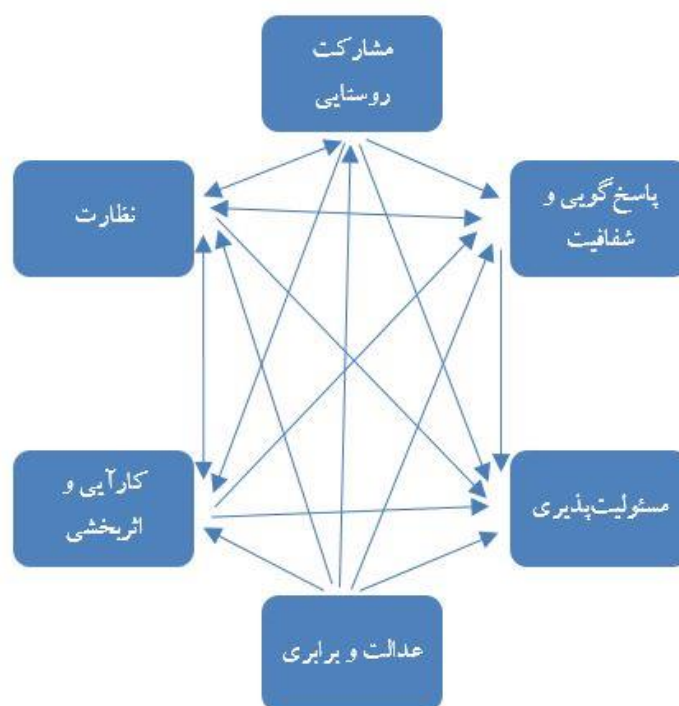 مشارکت
روستایی
پاسخ‌گویی و
شفافیت
نظارت
کارآیی و
اثربخشی
مسئولیت‌پذیری
عدالت و برابری